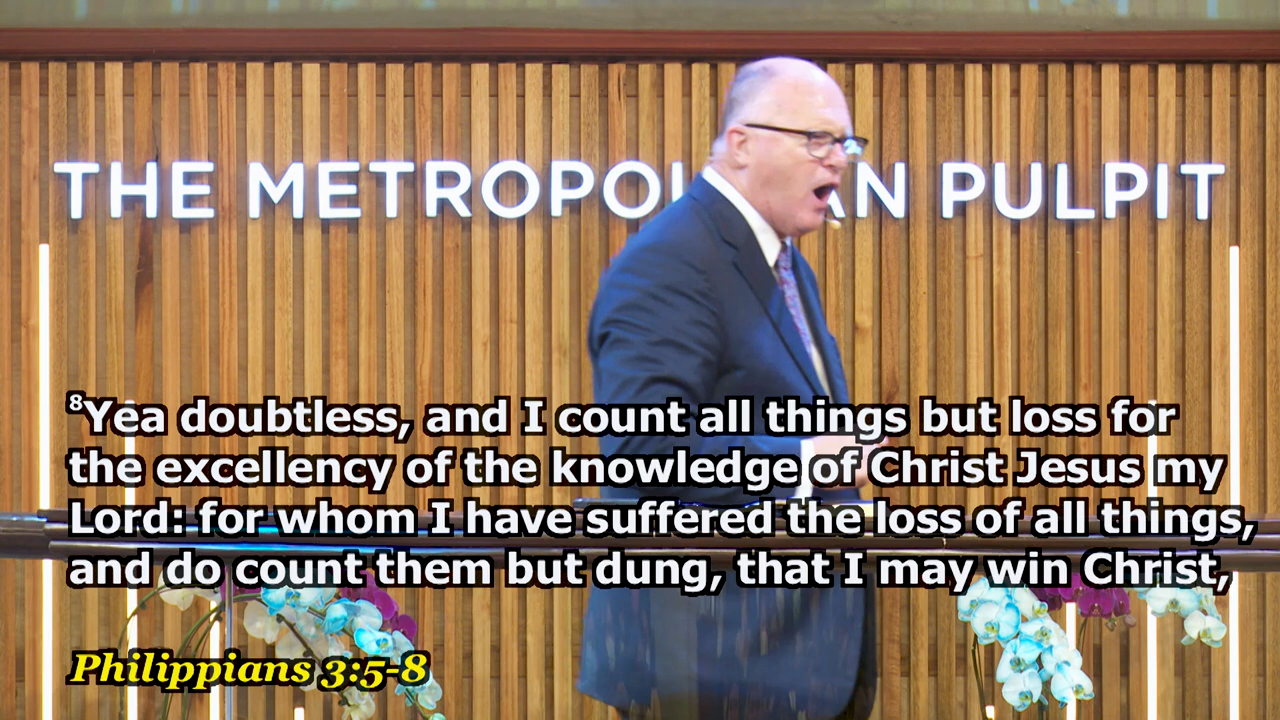 THE METROPOLITAN PULPIT
⁸Yea doubtless, and I count all things but loss for
the excellency of the knowledge of Christ Jesus my
Lord: for whom I have suffered the loss of all things,
and do count them but dung, that I may win Christ,
Philippians 3:5-8